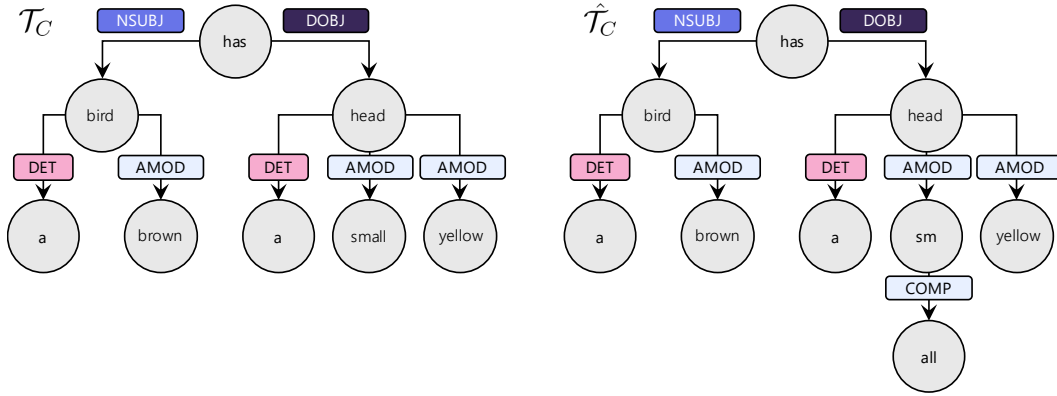 𝒯_C NSUBJ has DOBJ
bird head
DET AMOD DET AMOD AMOD
a brown a small yellow
𝒯̂_C NSUBJ has DOBJ
bird head
DET AMOD DET AMOD AMOD
a brown a sm yellow
COMP
all